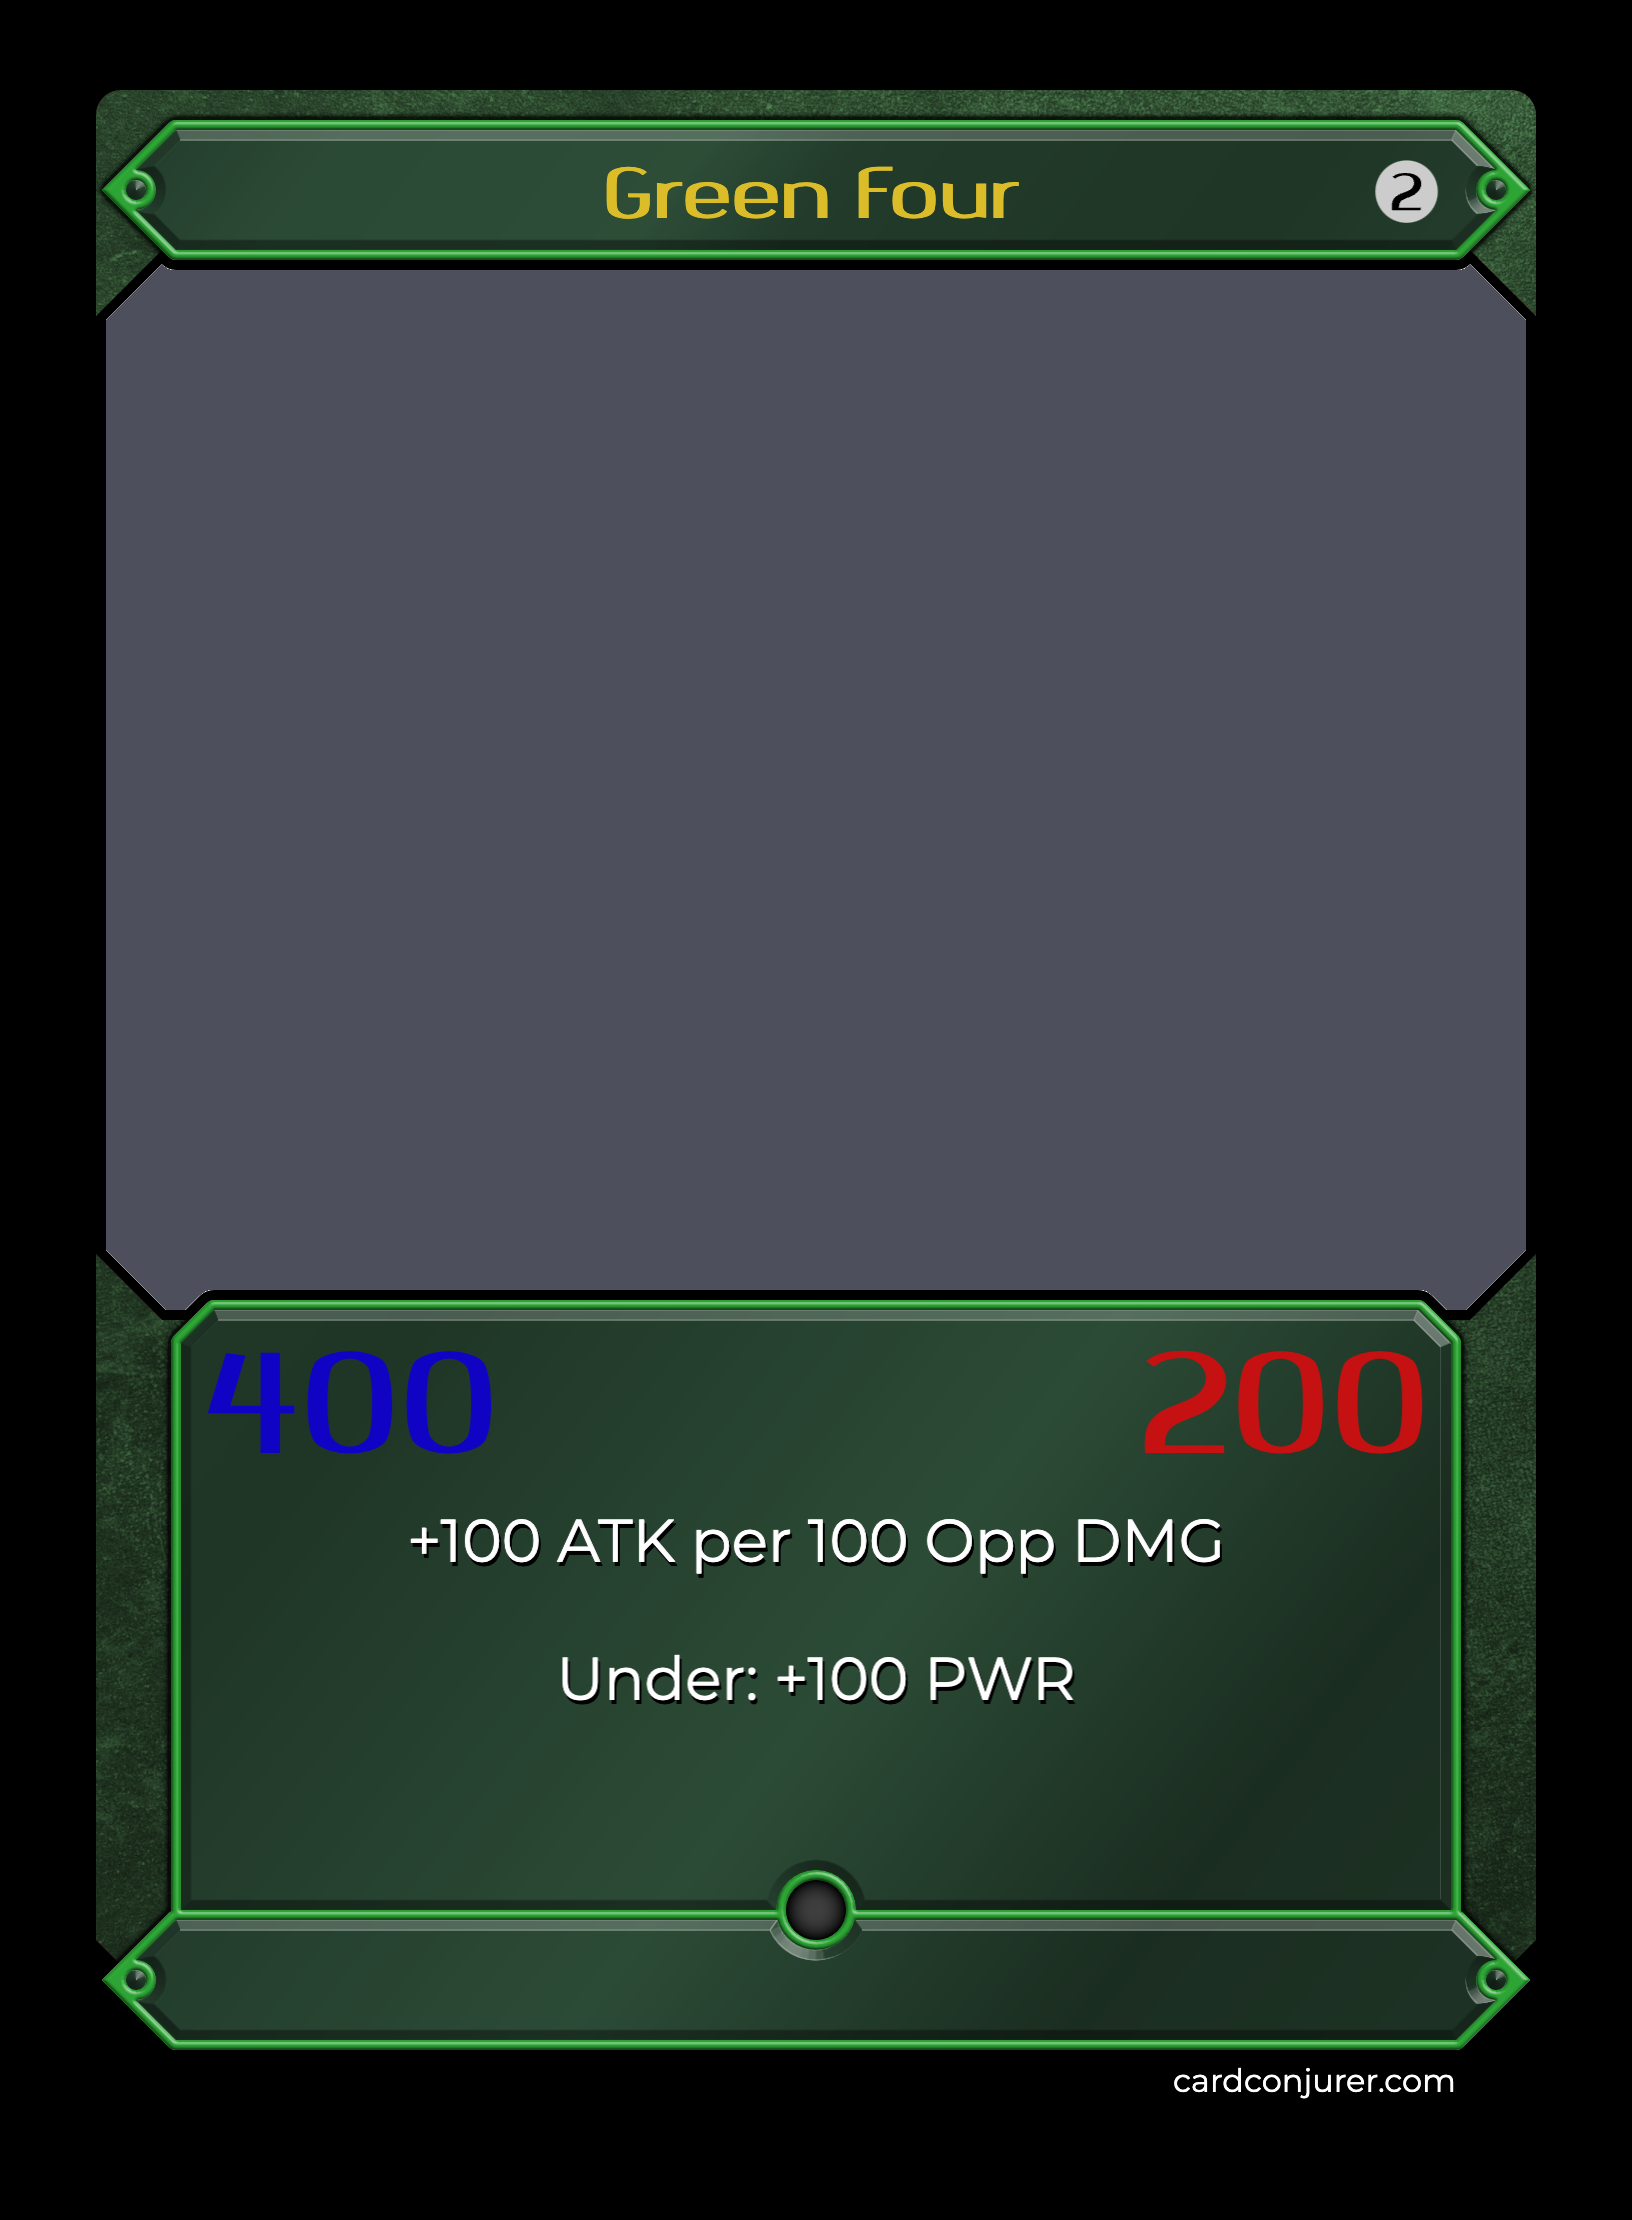 Green Four
2
400
200
+100 ATK per 100 Opp DMG
Under: +100 PWR
cardconjurer.com